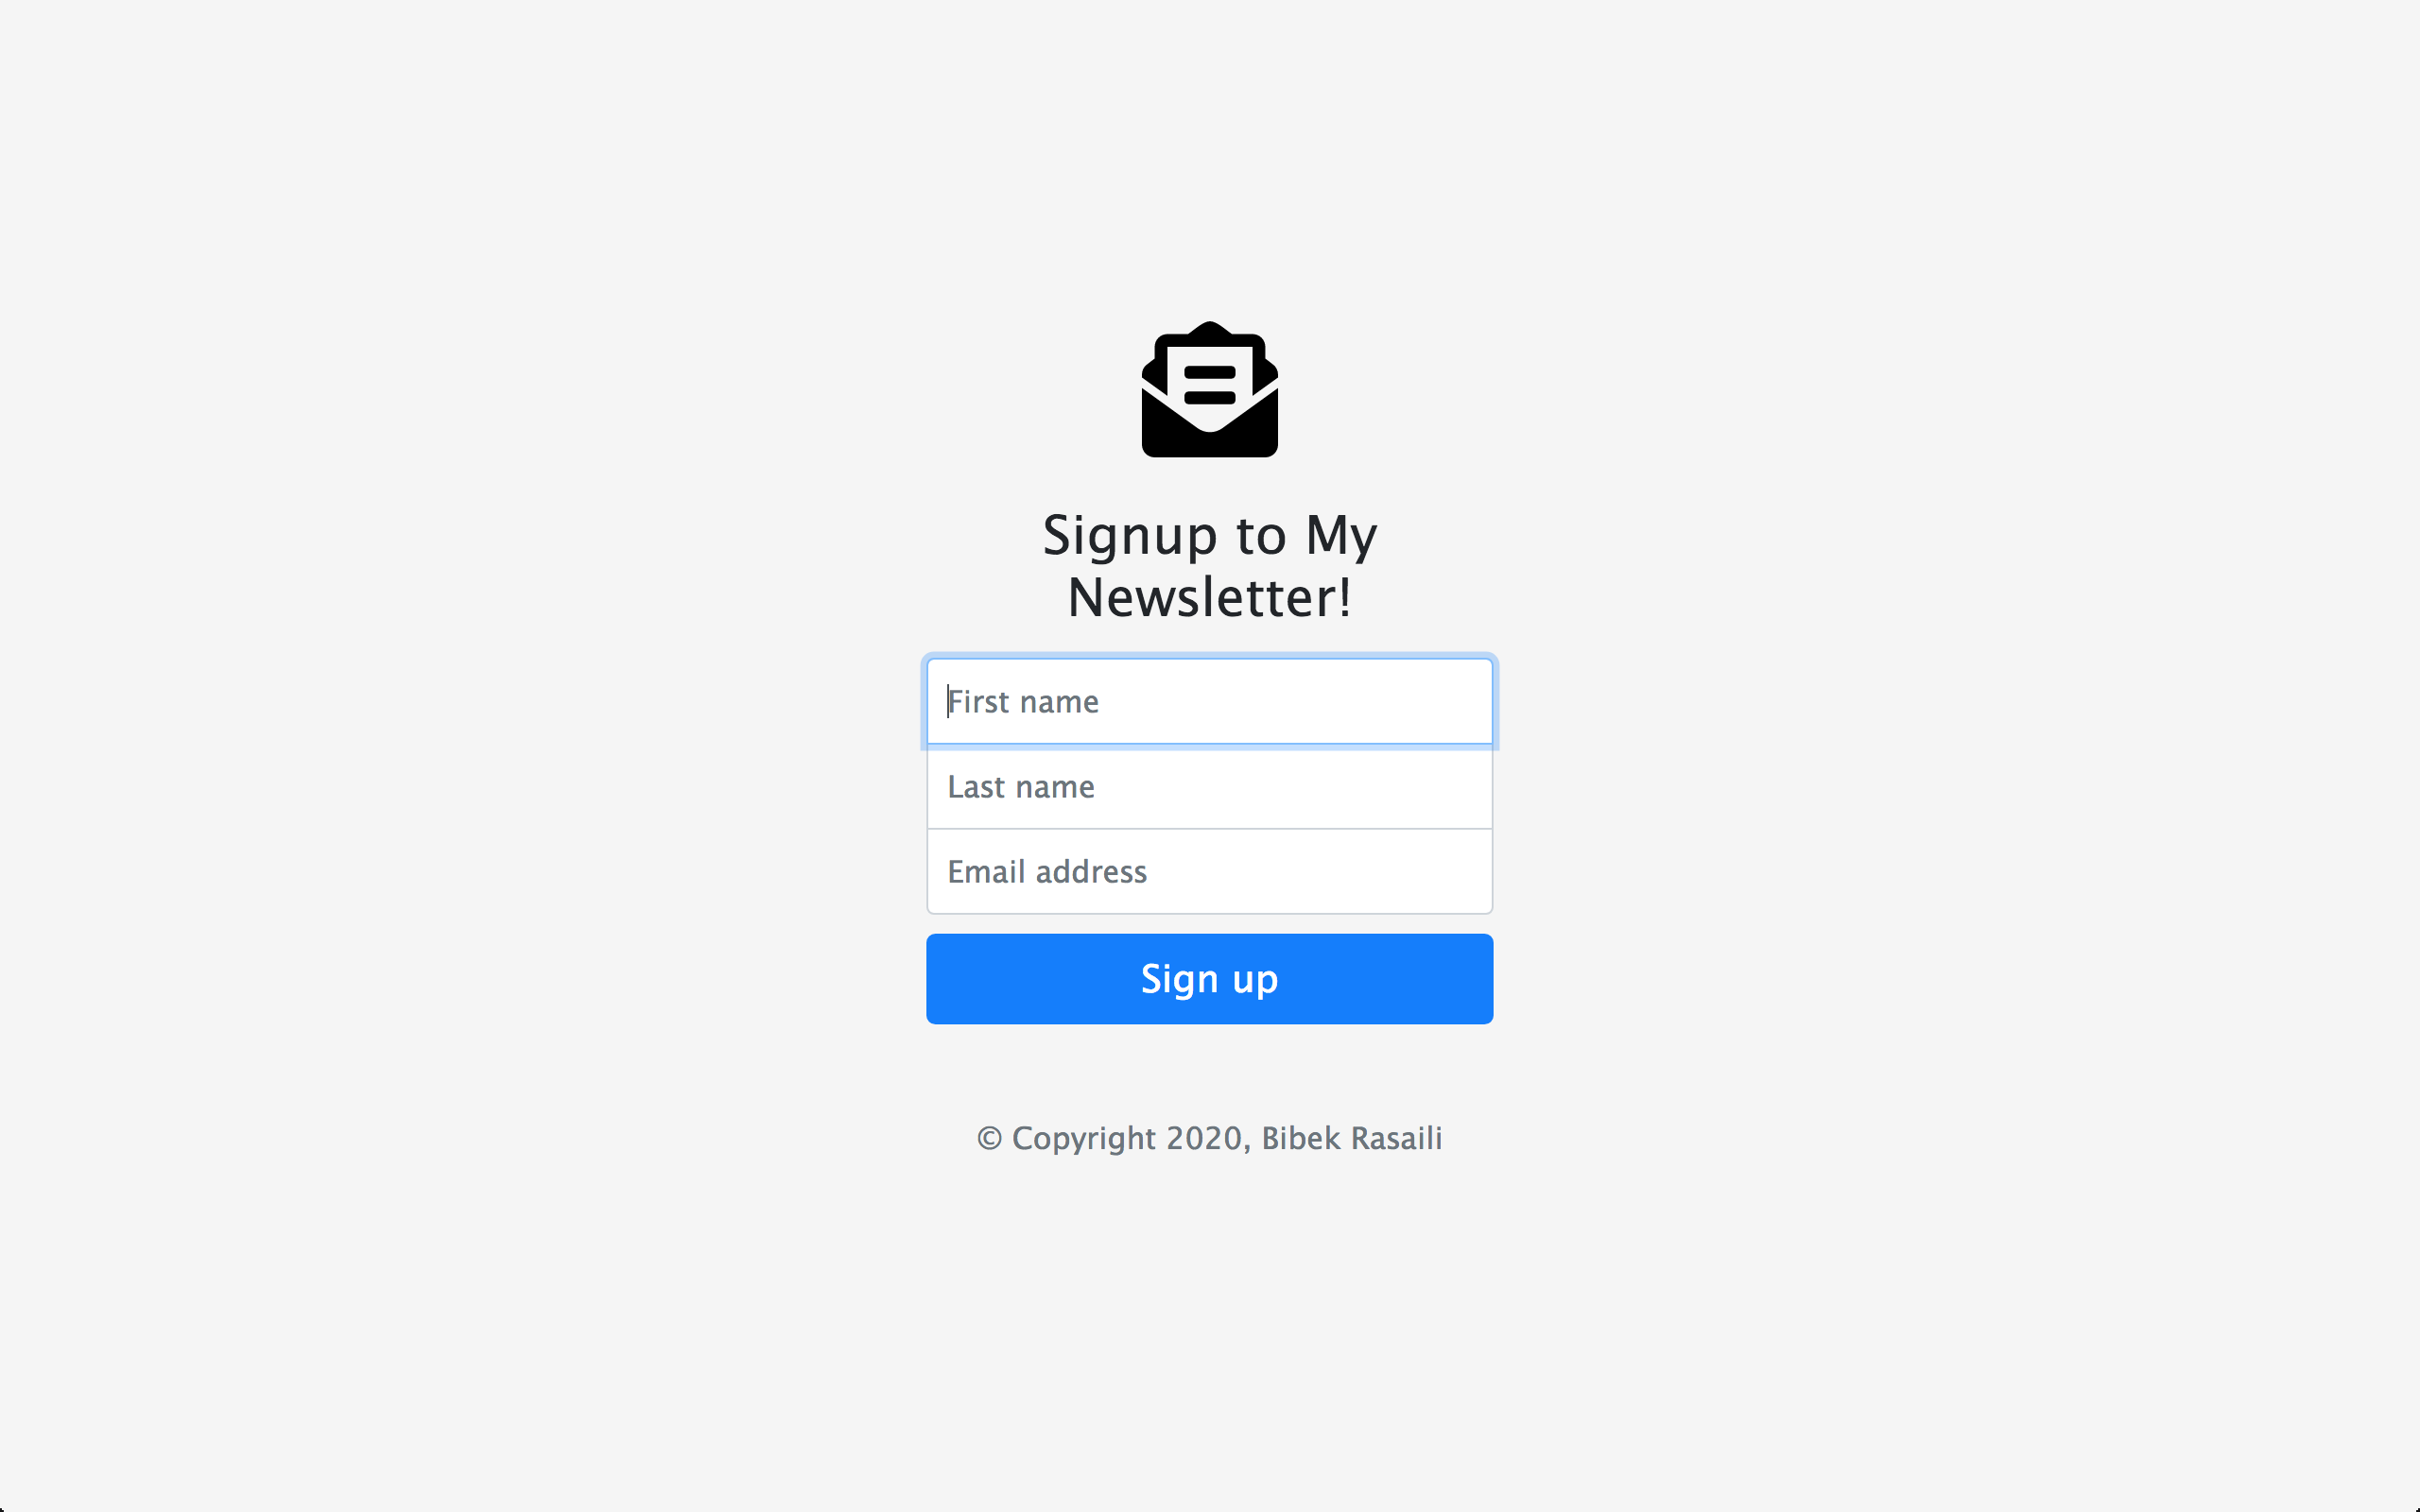 Signup to My
Newsletter!
First name
Last name
Email address
Sign up
© Copyright 2020, Bibek Rasaili